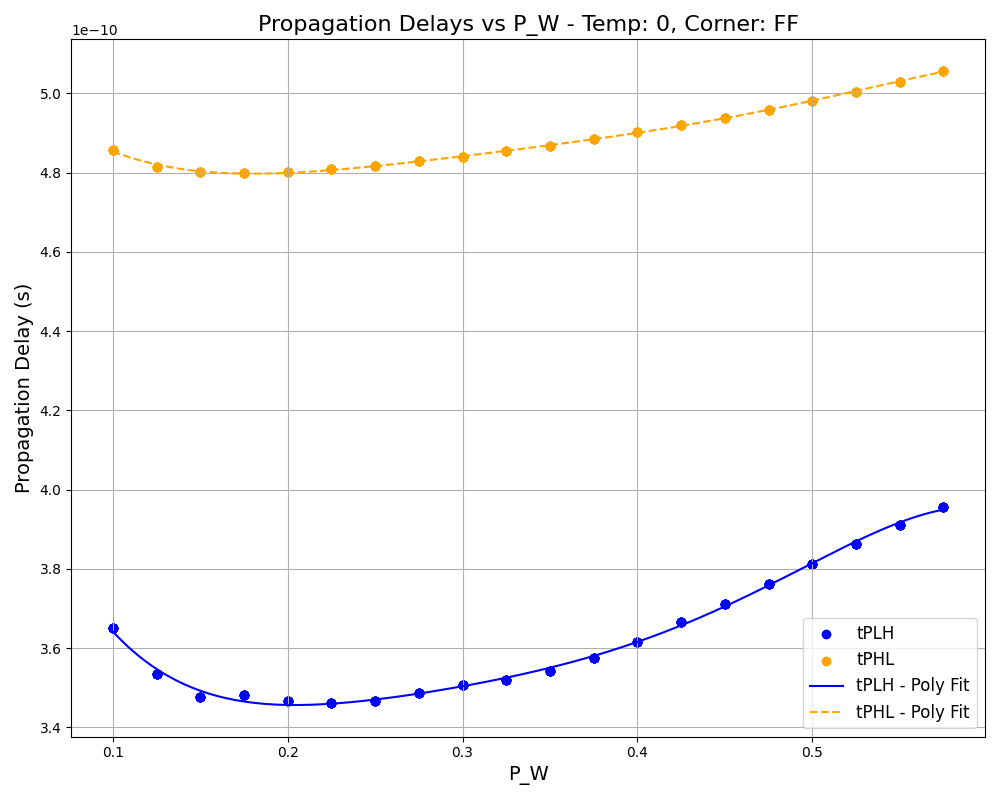 Propagation Delays vs P_W - Temp: 0, Corner: FF
1e−10
5.0
4.8
4.6
4.4
4.2
4.0
3.8
3.6
3.4
Propagation Delay (s)
0.1 0.2 0.3 0.4 0.5
P_W
tPLH
tPHL
tPLH - Poly Fit
tPHL - Poly Fit